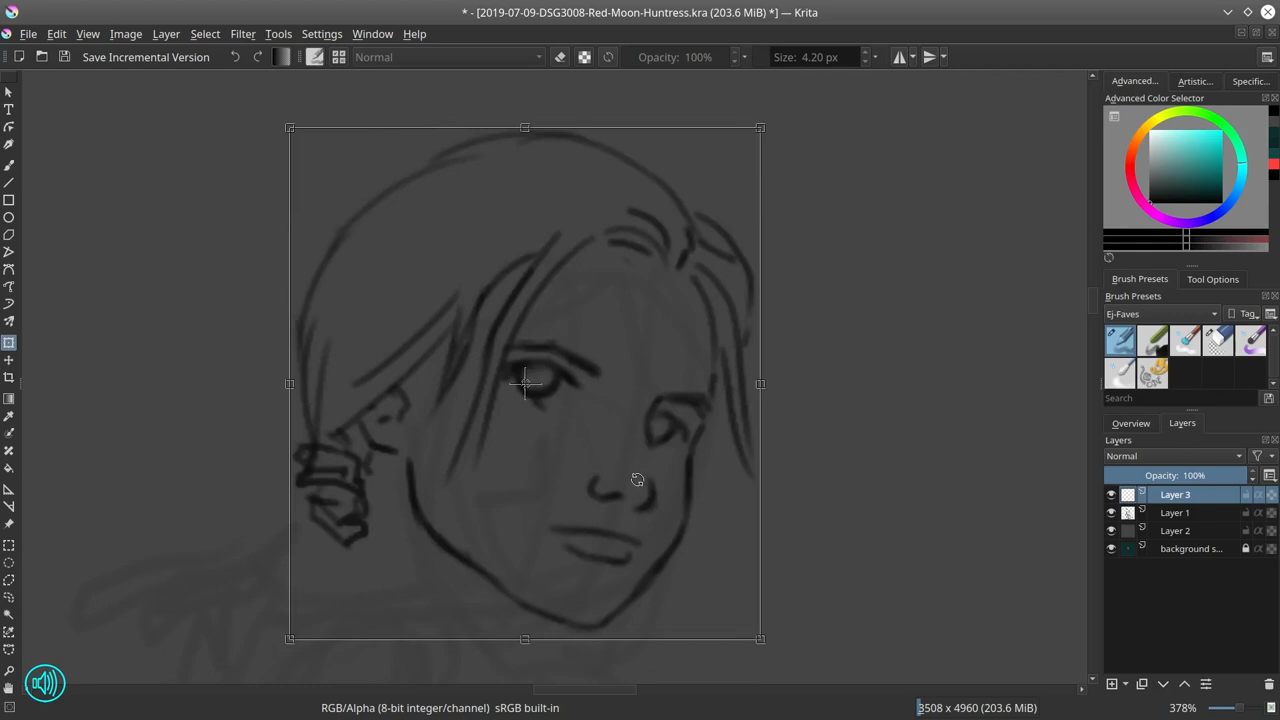 * - [2019-07-09-DSG3008-Red-Moon-Huntress.kra (203.6 MiB) *] — Krita
File Edit View Image Layer Select Filter Tools Settings Window Help
Save Incremental Version Normal Opacity: 100% Size: 4.20 px
Advanced... Artistic... Specific...
Advanced Color Selector
Brush Presets Tool Options
Brush Presets
Ej-Faves Tag
Search
Overview Layers
Layers
Normal
Opacity: 100%
Layer 3
Layer 1
Layer 2
background s...
RGB/Alpha (8-bit integer/channel) sRGB built-in 3508 x 4960 (203.6 MiB) 378%